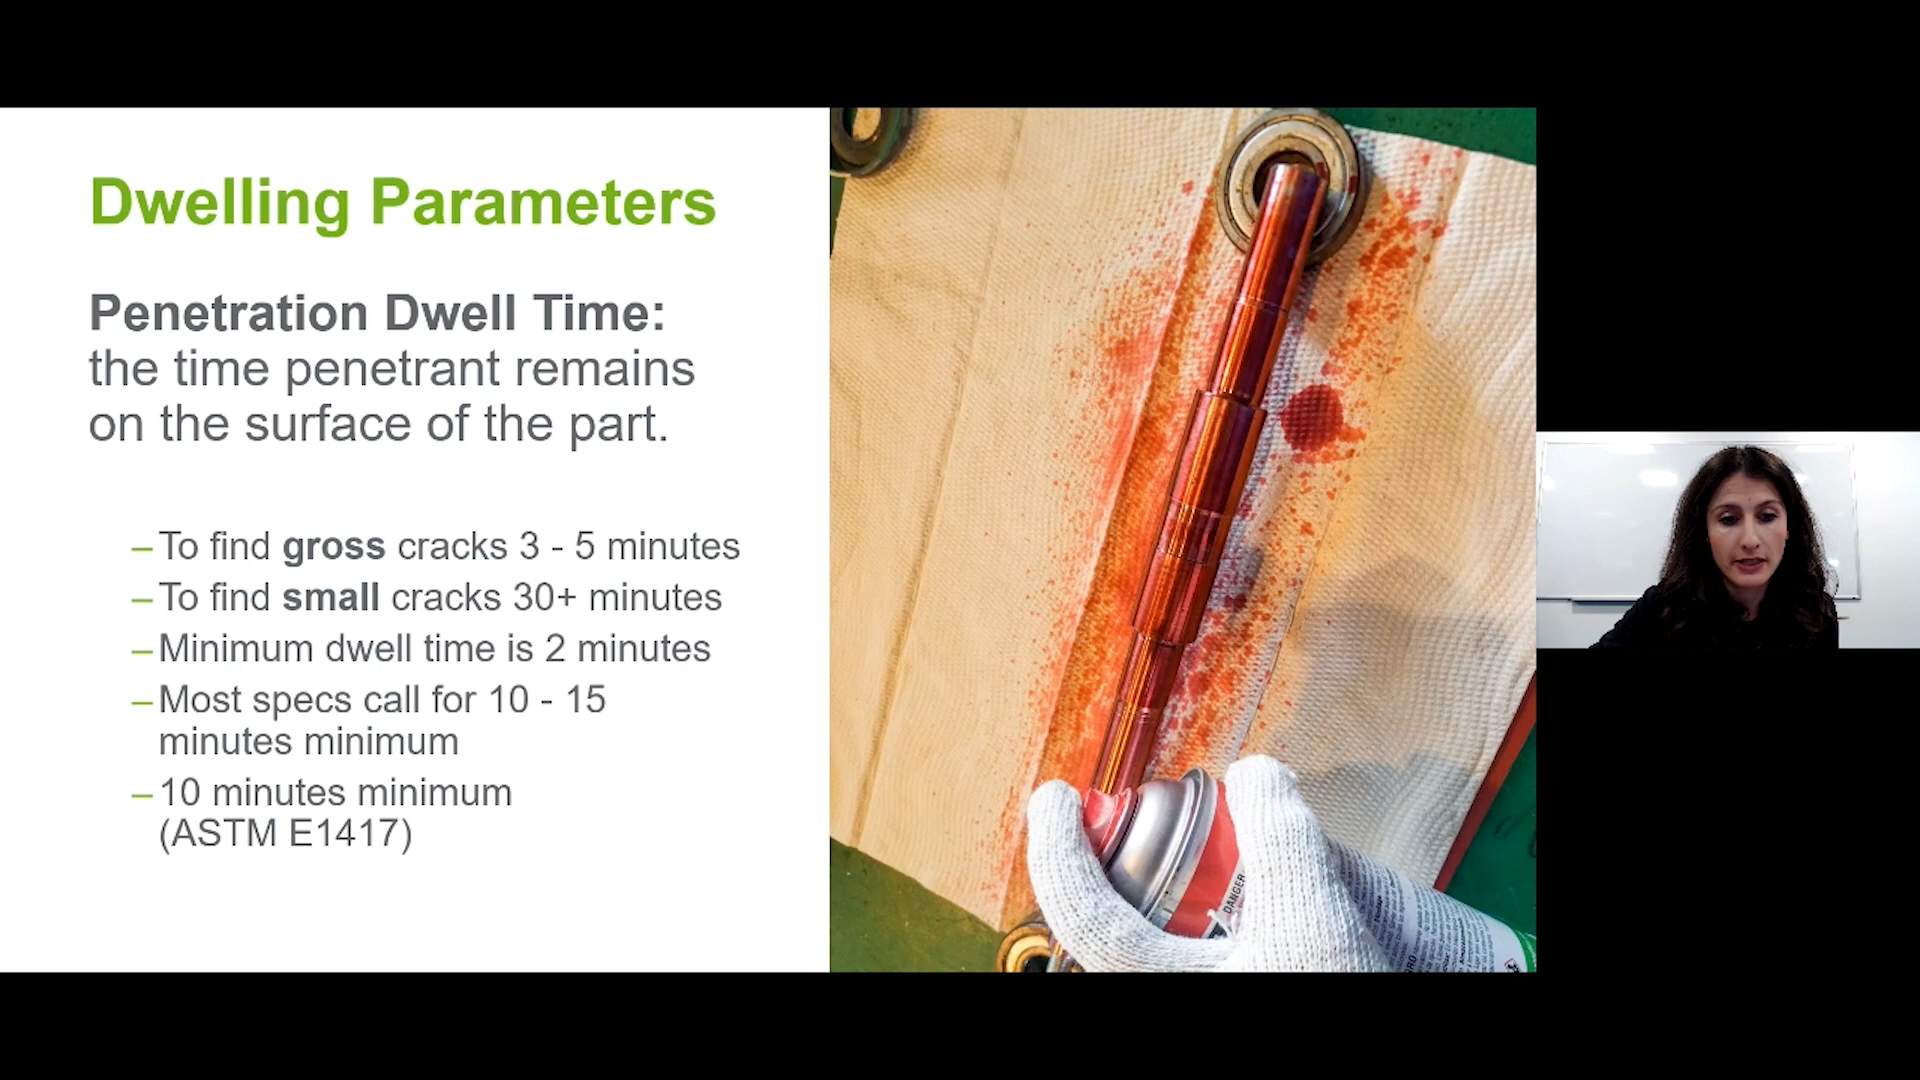 Dwelling Parameters
Penetration Dwell Time:
the time penetrant remains
on the surface of the part.
– To find gross cracks 3 - 5 minutes
– To find small cracks 30+ minutes
– Minimum dwell time is 2 minutes
– Most specs call for 10 - 15
minutes minimum
– 10 minutes minimum
(ASTM E1417)
DANGER